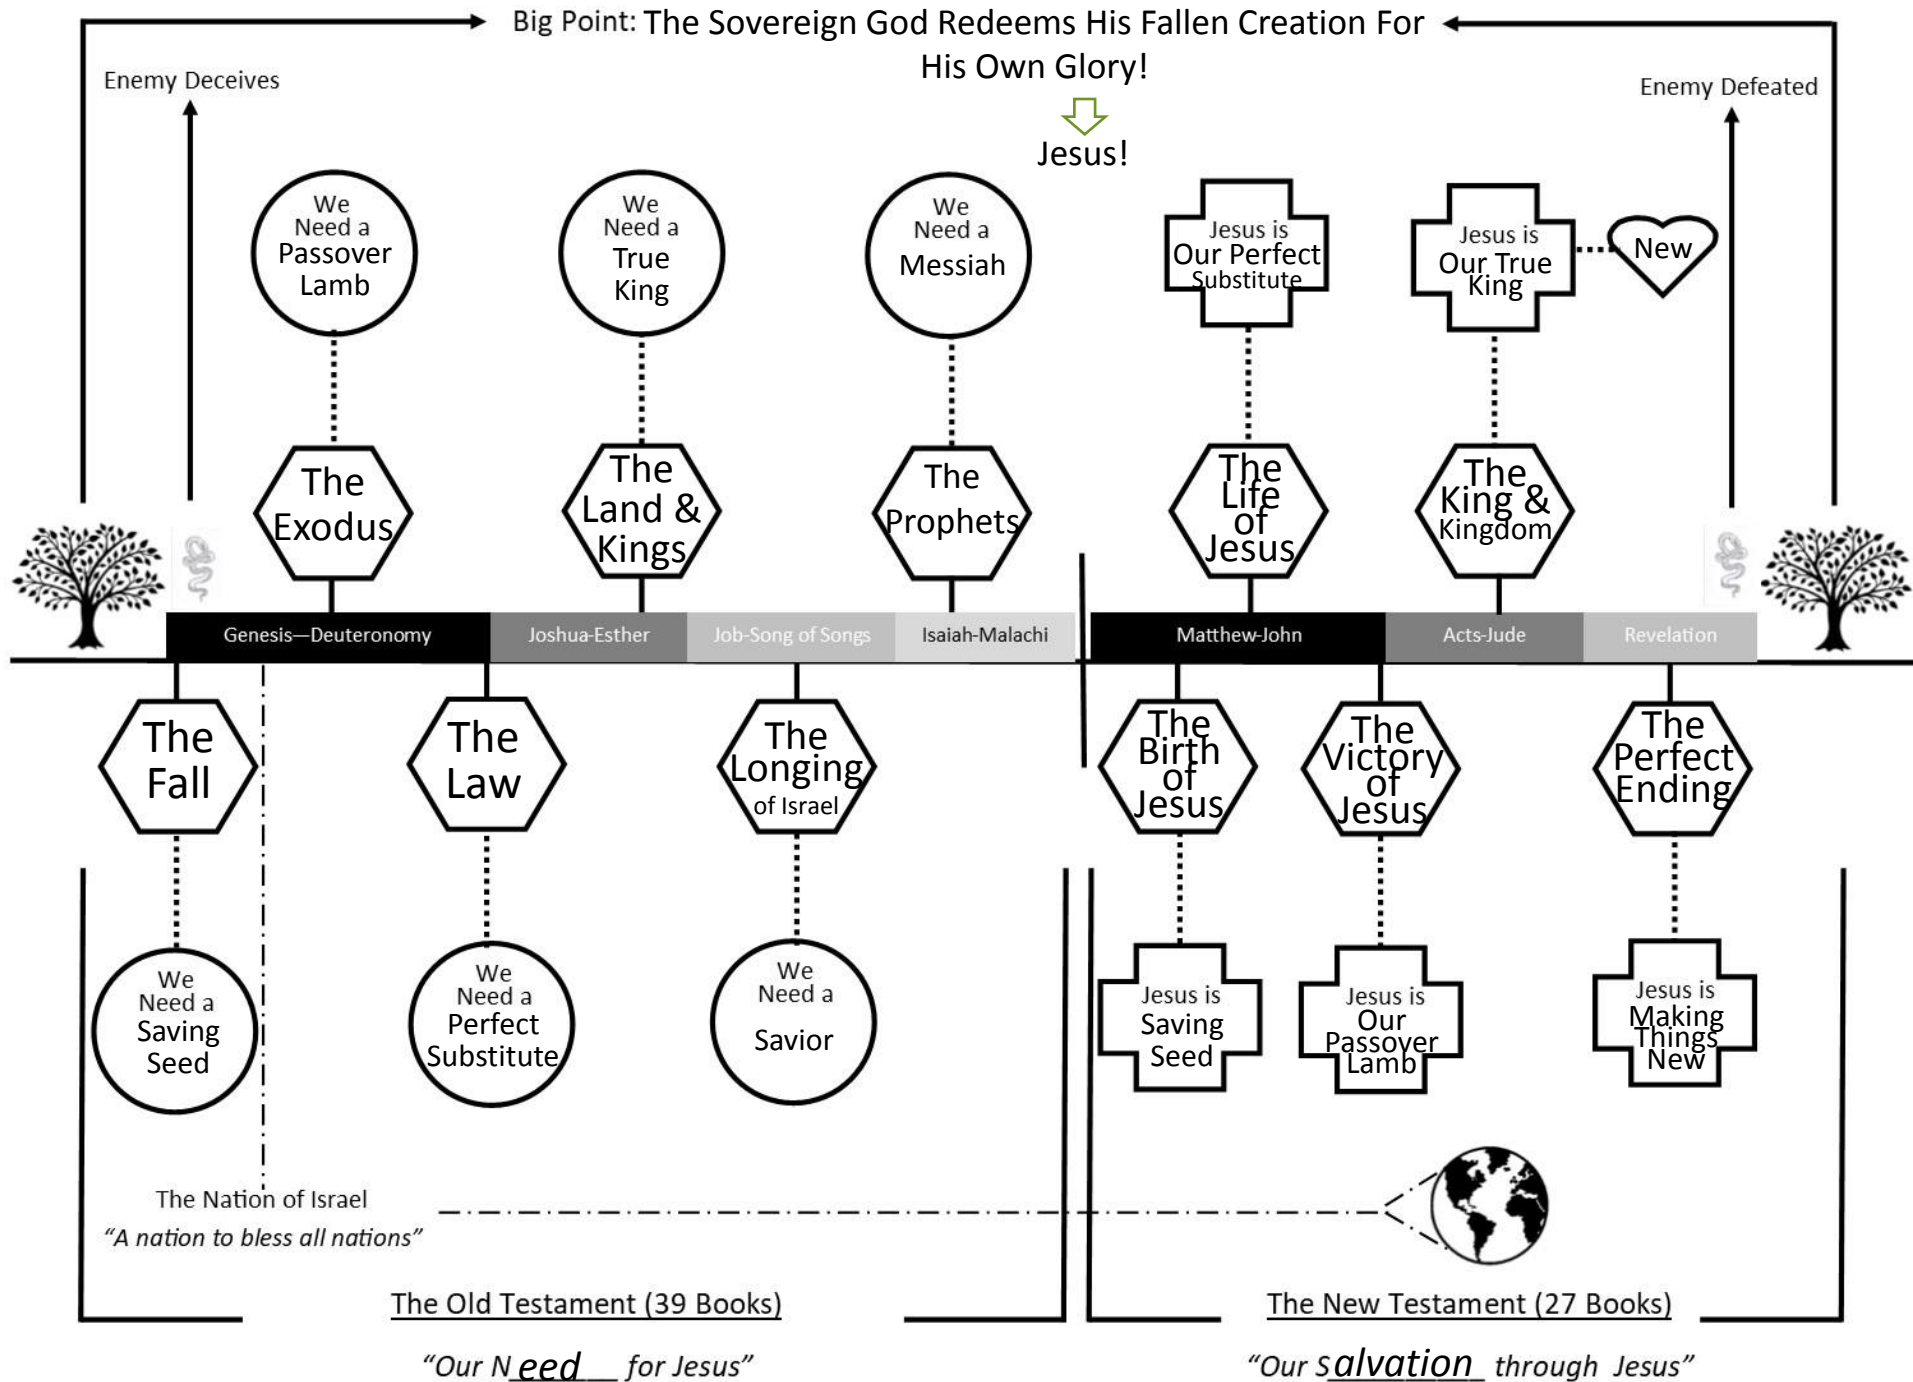 Big Point: The Sovereign God Redeems His Fallen Creation For
His Own Glory!
Jesus!
Enemy Deceives
Enemy Defeated
We
Need a
Passover
Lamb
We
Need a
True
King
We
Need a
Messiah
Jesus is
Our Perfect
Substitute
Jesus is
Our True
King
New
The
Exodus
The
Land &
Kings
The
Prophets
The
Life
of
Jesus
The
King &
Kingdom
Genesis—Deuteronomy
Joshua-Esther
Job-Song of Songs
Isaiah-Malachi
Matthew-John
Acts-Jude
Revelation
The
Fall
The
Law
The
Longing
of Israel
The
Birth
of
Jesus
The
Victory
of
Jesus
The
Perfect
Ending
We
Need a
Saving
Seed
We
Need a
Perfect
Substitute
We
Need a
Savior
Jesus is
Saving
Seed
Jesus is
Our
Passover
Lamb
Jesus is
Making
Things
New
The Nation of Israel
“A nation to bless all nations”
The Old Testament (39 Books)
“Our Need for Jesus”
The New Testament (27 Books)
“Our Salvation through Jesus”